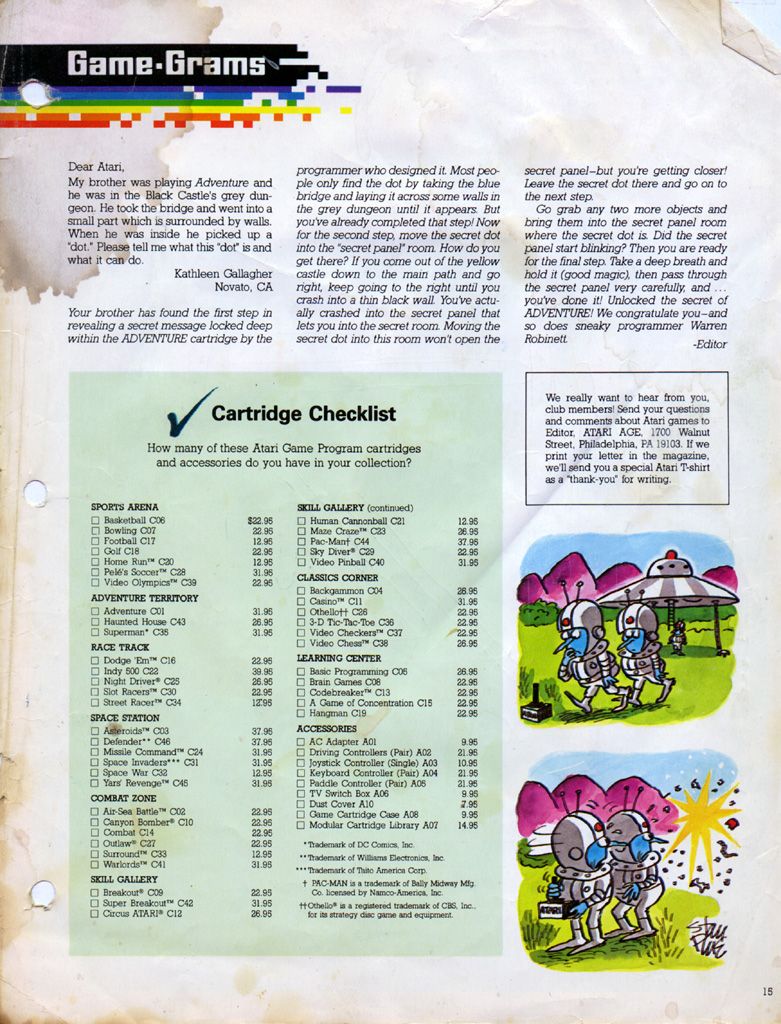 Game·Grams
Dear Atari,
My brother was playing Adventure and
he was in the Black Castle's grey dun-
geon. He took the bridge and went into a
small part which is surrounded by walls.
When he was inside he picked up a
"dot." Please tell me what this "dot" is and
what it can do.
Kathleen Gallagher
Novato, CA
Your brother has found the first step in
revealing a secret message locked deep
within the ADVENTURE cartridge by the
programmer who designed it. Most peo-
ple only find the dot by taking the blue
bridge and laying it across some walls in
the grey dungeon until it appears. But
you've already completed that step! Now
for the second step, move the secret dot
into the "secret panel" room. How do you
get there? If you come out of the yellow
castle down to the main path and go
right, keep going to the right until you
crash into a thin black wall. You've actu-
ally crashed into the secret panel that
lets you into the secret room. Moving the
secret dot into this room won't open the
secret panel–but you're getting closer!
Leave the secret dot there and go on to
the next step.
Go grab any two more objects and
bring them into the secret panel room
where the secret dot is. Did the secret
panel start blinking? Then you are ready
for the final step. Take a deep breath and
hold it (good magic), then pass through
the secret panel very carefully, and ...
you've done it! Unlocked the secret of
ADVENTURE! We congratulate you–and
so does sneaky programmer Warren
Robinett.
-Editor
Cartridge Checklist
How many of these Atari Game Program cartridges
and accessories do you have in your collection?
SPORTS ARENA
Basketball C06 $22.95
Bowling C07 22.95
Football C17 12.95
Golf C18 22.95
Home Run™ C20 12.95
Pelé's Soccer™ C28 31.95
Video Olympics™ C39 22.95
ADVENTURE TERRITORY
Adventure C01 31.95
Haunted House C43 26.95
Superman* C35 31.95
RACE TRACK
Dodge 'Em™ C16 22.95
Indy 500 C22 39.95
Night Driver® C25 26.95
Slot Racers™ C30 22.95
Street Racer™ C34 12.95
SPACE STATION
Asteroids™ C03 37.95
Defender** C46 37.95
Missile Command™ C24 31.95
Space Invaders*** C31 31.95
Space War C32 12.95
Yars' Revenge™ C45 31.95
COMBAT ZONE
Air-Sea Battle™ C02 22.95
Canyon Bomber® C10 22.95
Combat C14 22.95
Outlaw® C27 22.95
Surround™ C33 12.95
Warlords™ C41 31.95
SKILL GALLERY
Breakout® C09 22.95
Super Breakout™ C42 31.95
Circus ATARI® C12 26.95
SKILL GALLERY (continued)
Human Cannonball C21 12.95
Maze Craze™ C23 26.95
Pac-Man† C44 37.95
Sky Diver® C29 22.95
Video Pinball C40 31.95
CLASSICS CORNER
Backgammon C04 26.95
Casino™ C11 31.95
Othello†† C26 26.95
3-D Tic-Tac-Toe C36 22.95
Video Checkers™ C37 22.95
Video Chess™ C38 26.95
LEARNING CENTER
Basic Programming C05 26.95
Brain Games C08 22.95
Codebreaker™ C13 22.95
A Game of Concentration C15 22.95
Hangman C19 22.95
ACCESSORIES
AC Adapter A01 9.95
Driving Controllers (Pair) A02 21.95
Joystick Controller (Single) A03 10.95
Keyboard Controller (Pair) A04 21.95
Paddle Controller (Pair) A05 21.95
TV Switch Box A06 9.95
Dust Cover A10 7.95
Game Cartridge Case A08 9.95
Modular Cartridge Library A07 14.95
*Trademark of DC Comics, Inc.
**Trademark of Williams Electronics, Inc.
***Trademark of Taito America Corp.
† PAC-MAN is a trademark of Bally Midway Mfg.
Co. licensed by Namco-America, Inc.
††Othello® is a registered trademark of CBS, Inc.,
for its strategy disc game and equipment.
We really want to hear from you,
club members! Send your questions
and comments about Atari games to
Editor, ATARI AGE, 1700 Walnut
Street, Philadelphia, PA 19103. If we
print your letter in the magazine,
we'll send you a special Atari T-shirt
as a "thank-you" for writing.
ATARI
15